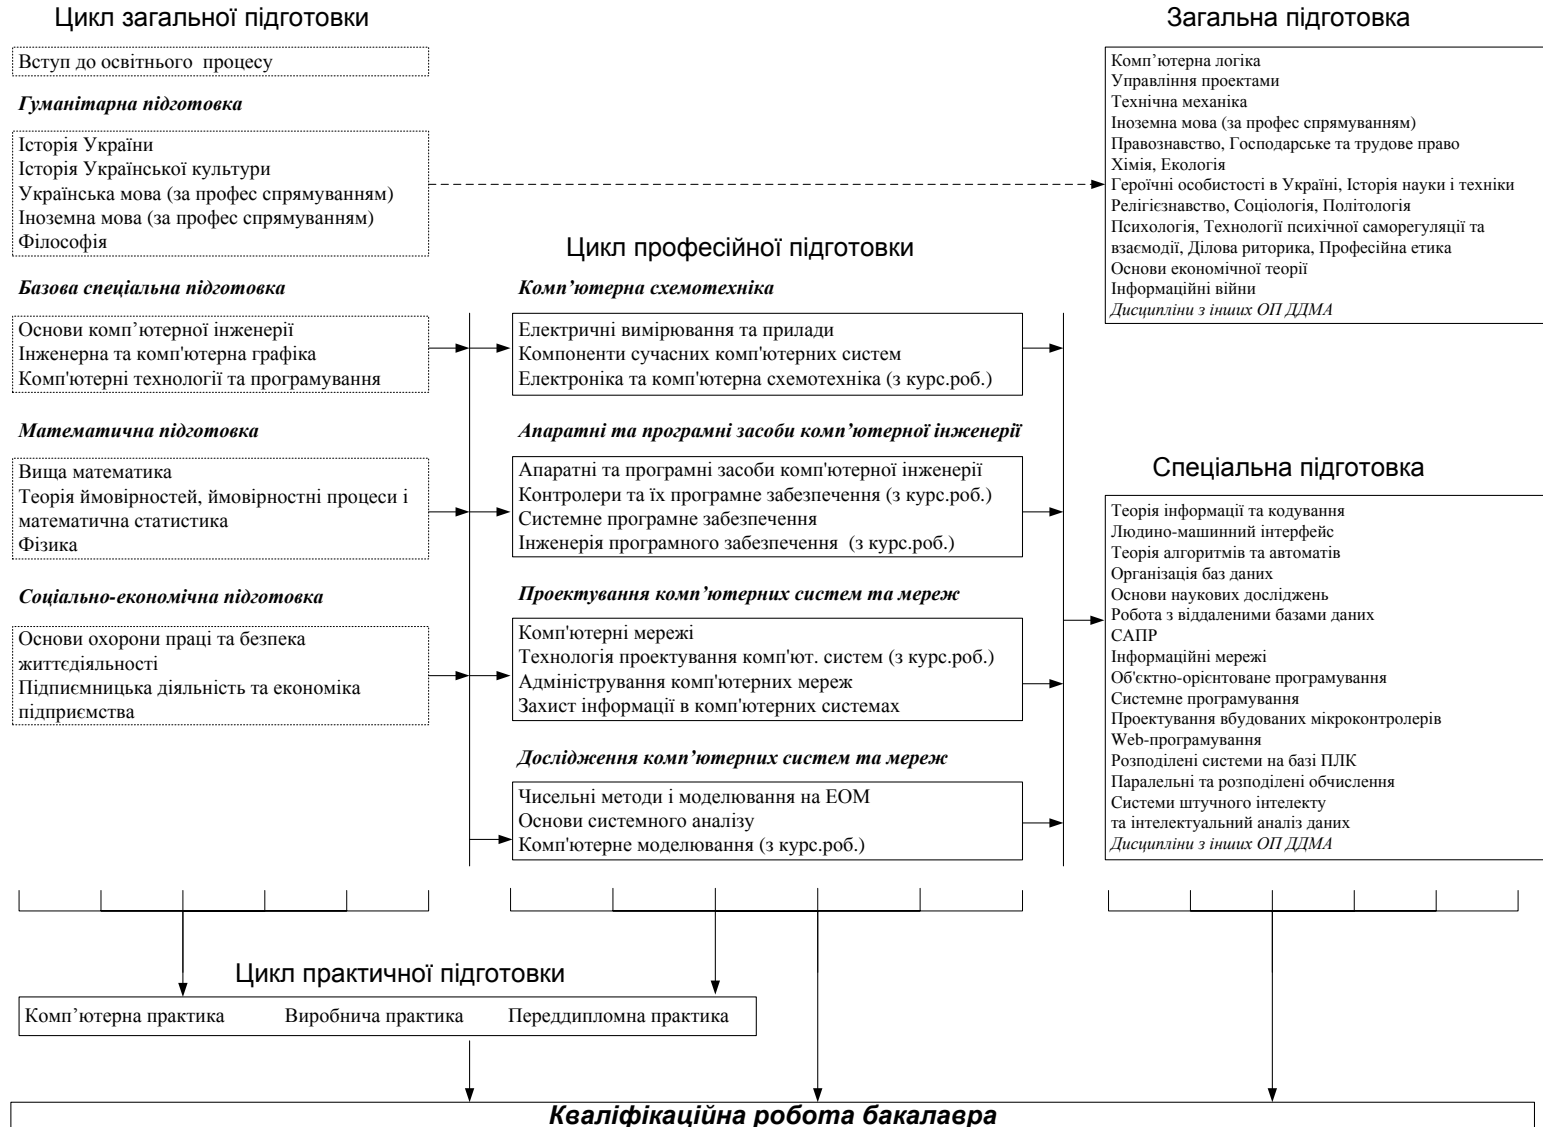 Цикл загальної підготовки
Вступ до освітнього процесу
Гуманітарна підготовка
Історія України
Історія Української культури
Українська мова (за профес спрямуванням)
Іноземна мова (за профес спрямуванням)
Філософія
Базова спеціальна підготовка
Основи комп’ютерної інженерії
Інженерна та комп'ютерна графіка
Комп'ютерні технології та програмування
Математична підготовка
Вища математика
Теорія ймовірностей, ймовірностні процеси і
математична статистика
Фізика
Соціально-економічна підготовка
Основи охорони праці та безпека
життєдіяльності
Підпиємницька діяльність та економіка
підприємства
Цикл професійної підготовки
Комп’ютерна схемотехніка
Електричні вимірювання та прилади
Компоненти сучасних комп'ютерних систем
Електроніка та комп'ютерна схемотехніка (з курс.роб.)
Апаратні та програмні засоби комп’ютерної інженерії
Апаратні та програмні засоби комп'ютерної інженерії
Контролери та їх програмне забезпечення (з курс.роб.)
Системне програмне забезпечення
Інженерія програмного забезпечення (з курс.роб.)
Проектування комп’ютерних систем та мереж
Комп'ютерні мережі
Технологія проектування комп'ют. систем (з курс.роб.)
Адміністрування комп'ютерних мереж
Захист інформації в комп'ютерних системах
Дослідження комп’ютерних систем та мереж
Чисельні методи і моделювання на ЕОМ
Основи системного аналізу
Комп'ютерне моделювання (з курс.роб.)
Загальна підготовка
Комп’ютерна логіка
Управління проектами
Технічна механіка
Іноземна мова (за профес спрямуванням)
Правознавство, Господарське та трудове право
Хімія, Екологія
Героїчні особистості в Україні, Історія науки і техніки
Релігієзнавство, Соціологія, Політологія
Психологія, Технології психічної саморегуляції та
взаємодії, Ділова риторика, Професійна етика
Основи економічної теорії
Інформаційні війни
Дисципліни з інших ОП ДДМА
Спеціальна підготовка
Теорія інформації та кодування
Людино-машинний інтерфейс
Теорія алгоритмів та автоматів
Організація баз даних
Основи наукових досліджень
Робота з віддаленими базами даних
САПР
Інформаційні мережі
Об'єктно-орієнтоване програмування
Системне програмування
Проектування вбудованих мікроконтролерів
Web-програмування
Розподілені системи на базі ПЛК
Паралельні та розподілені обчислення
Системи штучного інтелекту
та інтелектуальний аналіз даних
Дисципліни з інших ОП ДДМА
Цикл практичної підготовки
Комп’ютерна практика Виробнича практика Переддипломна практика
Кваліфікаційна робота бакалавра